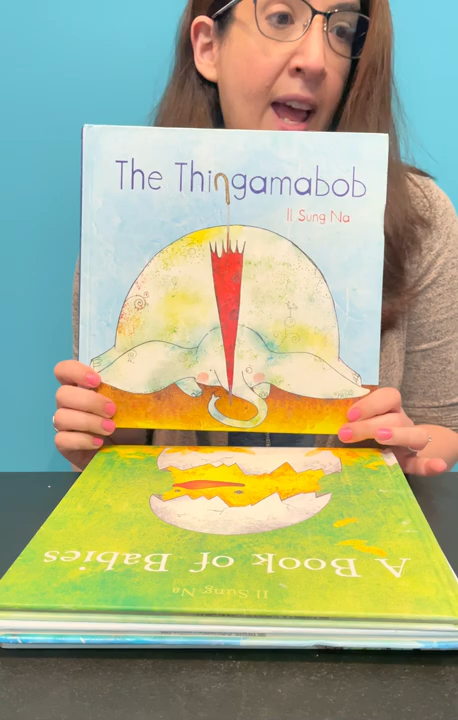 The Thingamabob
Il Sung Na
A Book of Babies
Il Sung Na